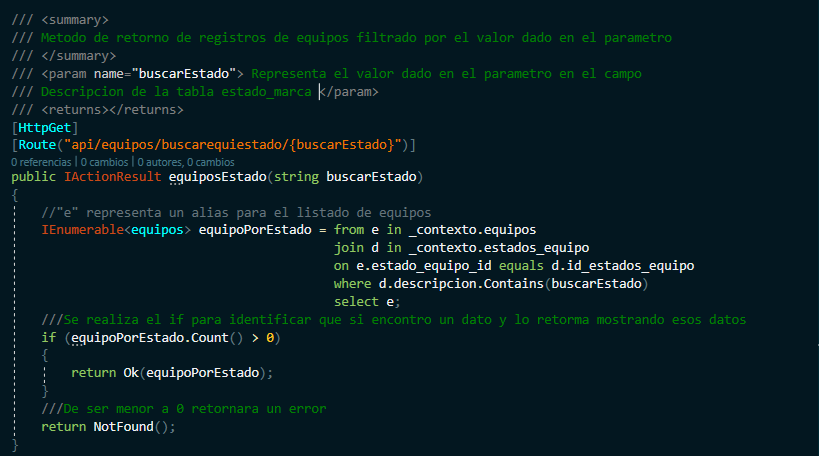 /// <summary>
/// Metodo de retorno de registros de equipos filtrado por el valor dado en el parametro
/// </summary>
/// <param name="buscarEstado"> Representa el valor dado en el parametro en el campo
/// Descripcion de la tabla estado_marca </param>
/// <returns></returns>
[HttpGet]
[Route("api/equipos/buscarequiestado/{buscarEstado}")]
0 referencias | 0 cambios | 0 autores, 0 cambios
public IActionResult equiposEstado(string buscarEstado)
{
//"e" representa un alias para el listado de equipos
IEnumerable<equipos> equipoPorEstado = from e in _contexto.equipos
join d in _contexto.estados_equipo
on e.estado_equipo_id equals d.id_estados_equipo
where d.descripcion.Contains(buscarEstado)
select e;
///Se realiza el if para identificar que si encontro un dato y lo retorma mostrando esos datos
if (equipoPorEstado.Count() > 0)
{
return Ok(equipoPorEstado);
}
///De ser menor a 0 retornara un error
return NotFound();
}